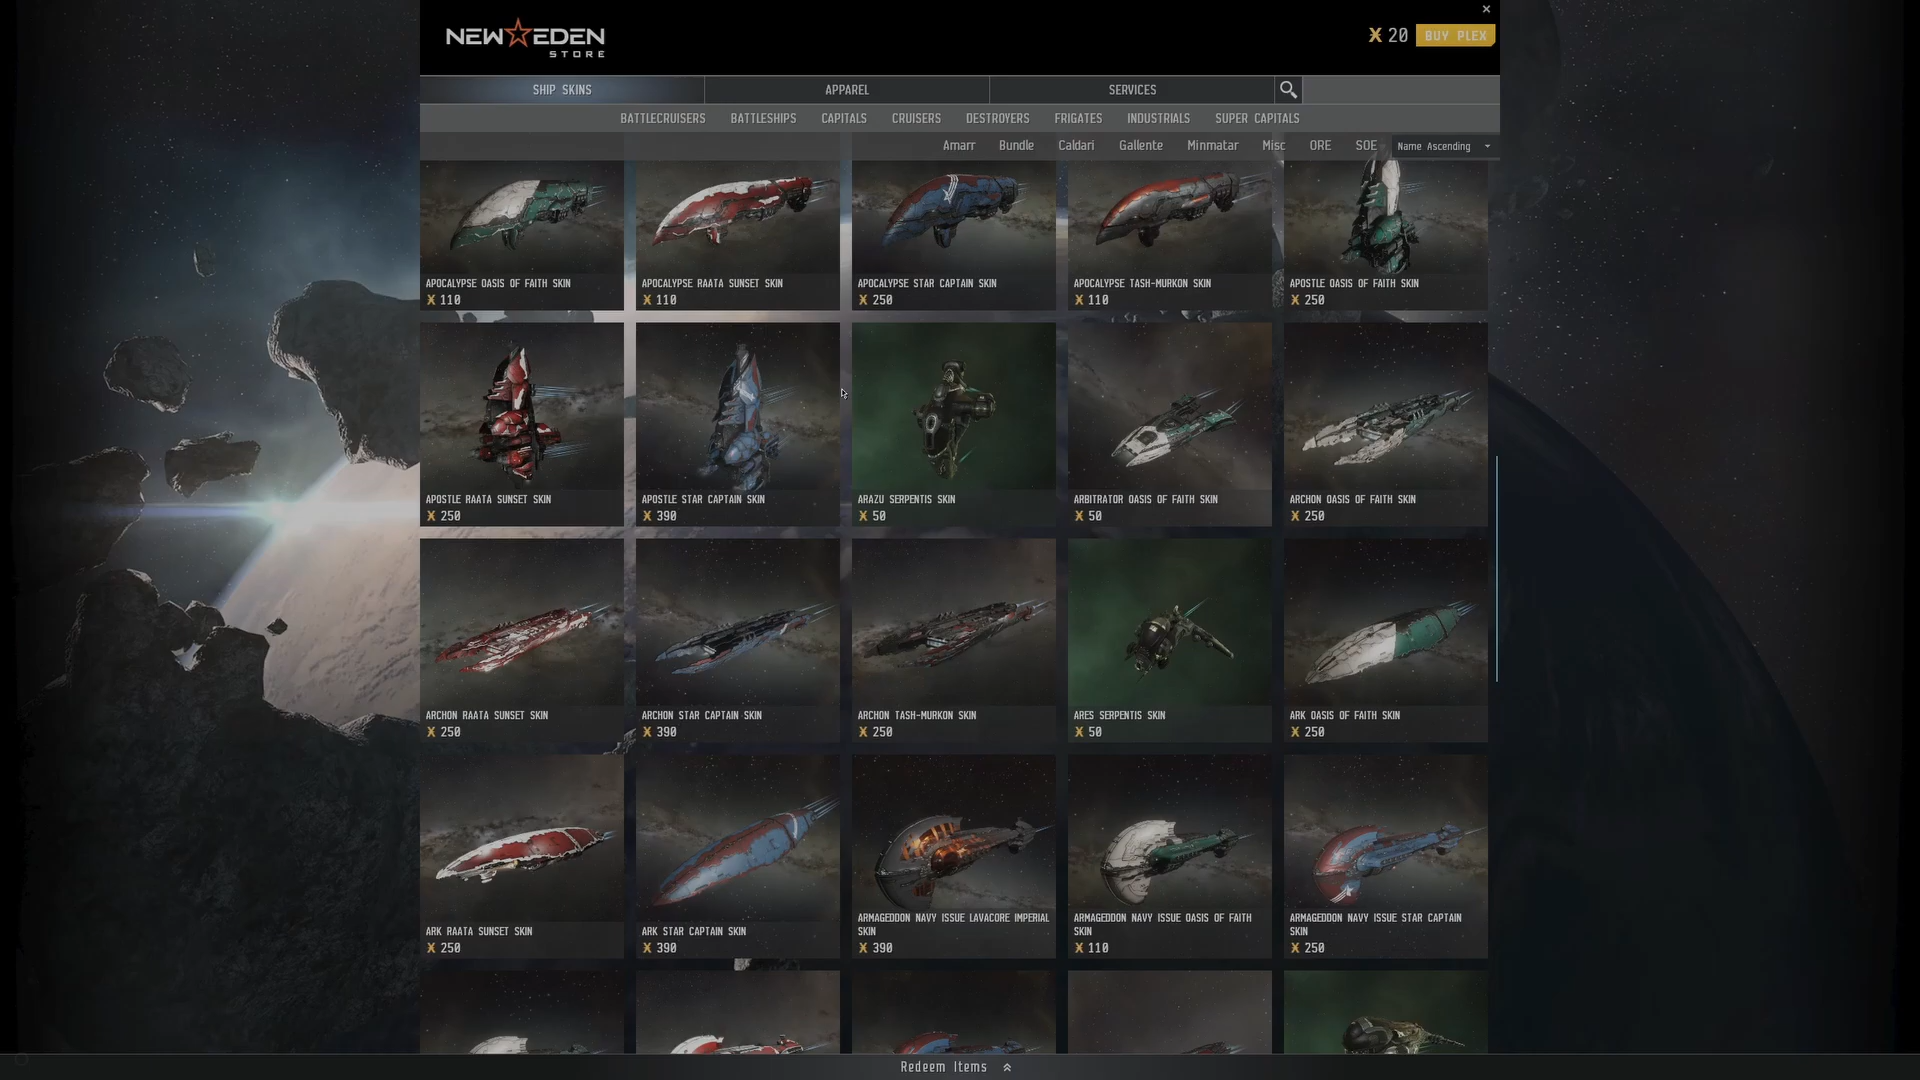 ×
NEW EDEN
STORE
20 BUY PLEX
SHIP SKINS APPAREL SERVICES
BATTLECRUISERS BATTLESHIPS CAPITALS CRUISERS DESTROYERS FRIGATES INDUSTRIALS SUPER CAPITALS
Amarr Bundle Caldari Gallente Minmatar Misc ORE SOE Name Ascending
APOCALYPSE OASIS OF FAITH SKIN
110
APOCALYPSE RAATA SUNSET SKIN
110
APOCALYPSE STAR CAPTAIN SKIN
250
APOCALYPSE TASH-MURKON SKIN
110
APOSTLE OASIS OF FAITH SKIN
250
APOSTLE RAATA SUNSET SKIN
250
APOSTLE STAR CAPTAIN SKIN
390
ARAZU SERPENTIS SKIN
50
ARBITRATOR OASIS OF FAITH SKIN
50
ARCHON OASIS OF FAITH SKIN
250
ARCHON RAATA SUNSET SKIN
250
ARCHON STAR CAPTAIN SKIN
390
ARCHON TASH-MURKON SKIN
250
ARES SERPENTIS SKIN
50
ARK OASIS OF FAITH SKIN
250
ARK RAATA SUNSET SKIN
250
ARK STAR CAPTAIN SKIN
390
ARMAGEDDON NAVY ISSUE LAVACORE IMPERIAL
SKIN
390
ARMAGEDDON NAVY ISSUE OASIS OF FAITH
SKIN
110
ARMAGEDDON NAVY ISSUE STAR CAPTAIN
SKIN
250
Redeem Items